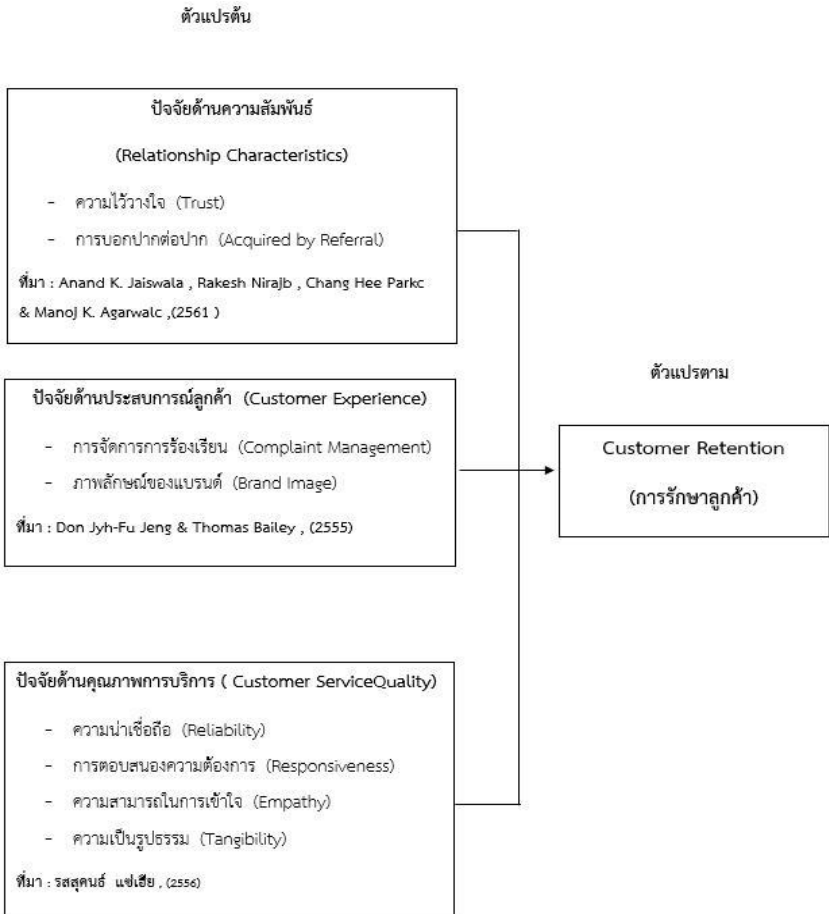 ตัวแปรต้น
ปัจจัยด้านความสัมพันธ์
(Relationship Characteristics)
- ความไว้วางใจ (Trust)
- การบอกปากต่อปาก (Acquired by Referral)
ที่มา : Anand K. Jaiswala , Rakesh Nirajb , Chang Hee Parkc
& Manoj K. Agarwalc ,(2561 )
ปัจจัยด้านประสบการณ์ลูกค้า (Customer Experience)
- การจัดการการร้องเรียน (Complaint Management)
- ภาพลักษณ์ของแบรนด์ (Brand Image)
ที่มา : Don Jyh-Fu Jeng & Thomas Bailey , (2555)
ปัจจัยด้านคุณภาพการบริการ ( Customer ServiceQuality)
- ความน่าเชื่อถือ (Reliability)
- การตอบสนองความต้องการ (Responsiveness)
- ความสามารถในการเข้าใจ (Empathy)
- ความเป็นรูปธรรม (Tangibility)
ที่มา : รสสุคนธ์ แซ่เฮีย , (2556)
ตัวแปรตาม
Customer Retention
(การรักษาลูกค้า)